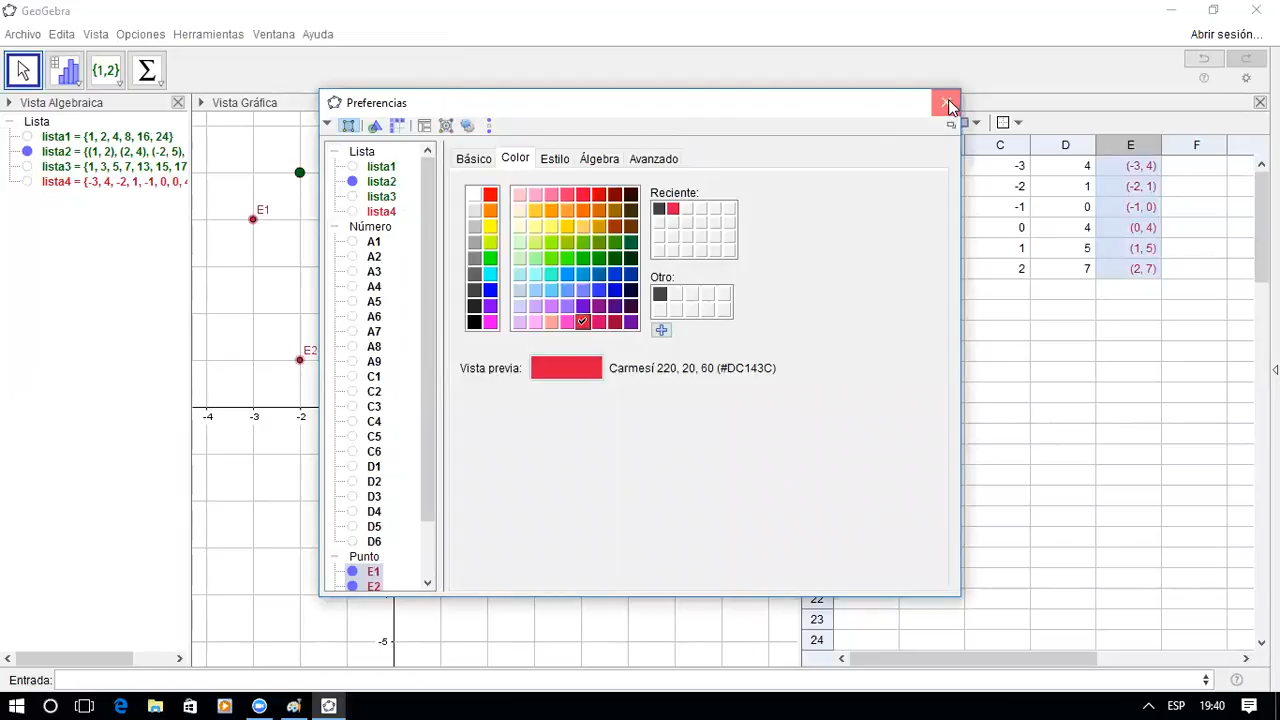 GeoGebra
Archivo Edita Vista Opciones Herramientas Ventana Ayuda
Abrir sesión...
{1,2} Σ
Vista Algebraica
Vista Gráfica
Lista
lista1 = {1, 2, 4, 8, 16, 24}
lista2 = {(1, 2), (2, 4), (-2, 5),
lista3 = {1, 3, 5, 7, 13, 15, 17
lista4 = {-3, 4, -2, 1, -1, 0, 0, 4
E1
E2
-4 -3 -2
-5
Preferencias
Lista
lista1
lista2
lista3
lista4
Número
A1
A2
A3
A4
A5
A6
A7
A8
A9
C1
C2
C3
C4
C5
C6
D1
D2
D3
D4
D5
D6
Punto
E1
E2
Básico Color Estilo Álgebra Avanzado
Reciente:
Otro:
Vista previa: Carmesí 220, 20, 60 (#DC143C)
C D E F
-3 4 (-3, 4)
-2 1 (-2, 1)
-1 0 (-1, 0)
0 4 (0, 4)
1 5 (1, 5)
2 7 (2, 7)
22
23
24
Entrada:
ESP 19:40